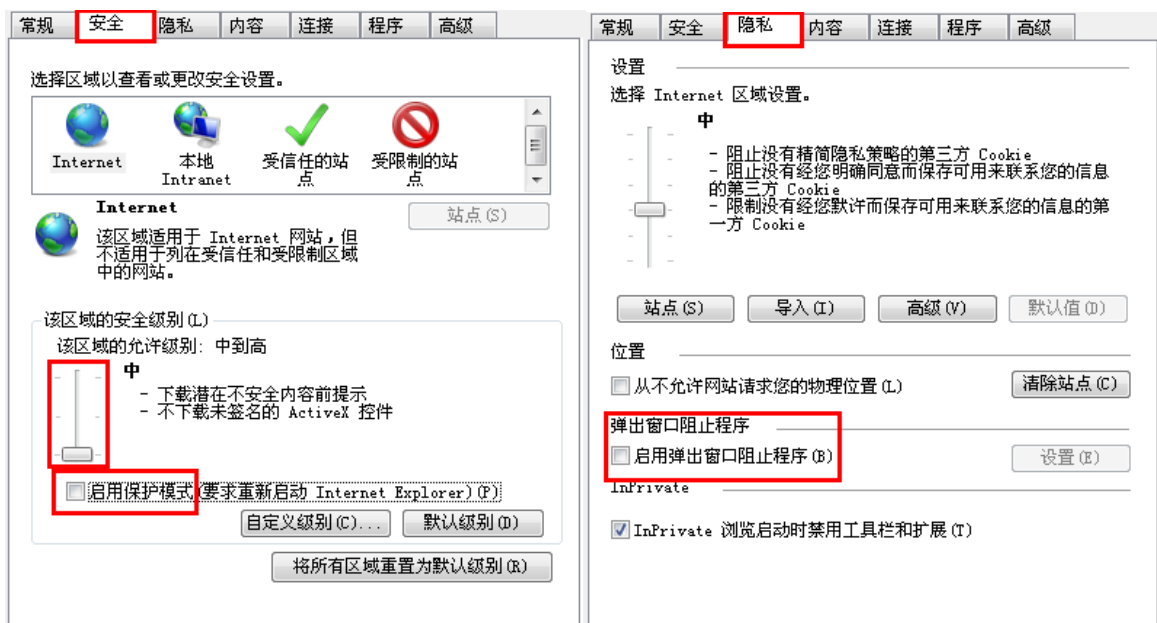 常规 安全 隐私 内容 连接 程序 高级
选择区域以查看或更改安全设置。
Internet
本地
Intranet
受信任的站
点
受限制的站
点
Internet
站点(S)
该区域适用于 Internet 网站,但
不适用于列在受信任和受限制区域
中的网站。
该区域的安全级别(L)
该区域的允许级别: 中到高
中
- 下载潜在不安全内容前提示
- 不下载未签名的 ActiveX 控件
启用保护模式(要求重新启动 Internet Explorer)(P)
自定义级别(C)... 默认级别(D)
将所有区域重置为默认级别(R)
常规 安全 隐私 内容 连接 程序 高级
设置
选择 Internet 区域设置。
中
- 阻止没有精简隐私策略的第三方 Cookie
- 阻止没有经您明确同意而保存可用来联系您的信息
的第三方 Cookie
- 限制没有经您默许而保存可用来联系您的信息的第
一方 Cookie
站点(S) 导入(I) 高级(V) 默认值(D)
位置
从不允许网站请求您的物理位置(L) 清除站点(C)
弹出窗口阻止程序
启用弹出窗口阻止程序(B) 设置(E)
InPrivate
InPrivate 浏览启动时禁用工具栏和扩展(T)